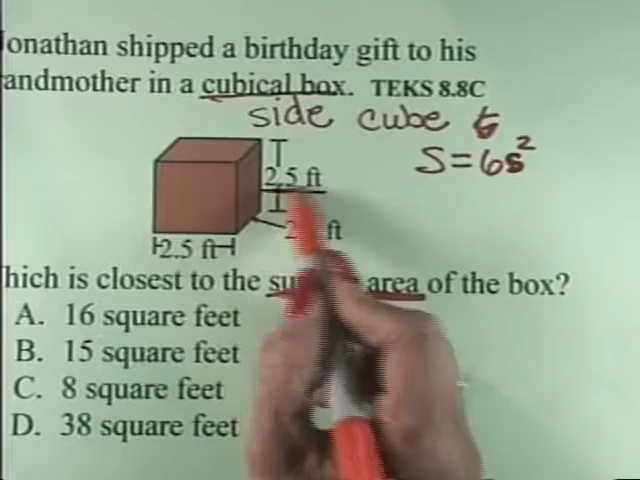 onathan shipped a birthday gift to his
andmother in a cubical box. TEKS 8.8C
side cube
S=6s²
2.5 ft
2 ft
2.5 ft
hich is closest to the su area of the box?
A. 16 square feet
B. 15 square feet
C. 8 square feet
D. 38 square feet